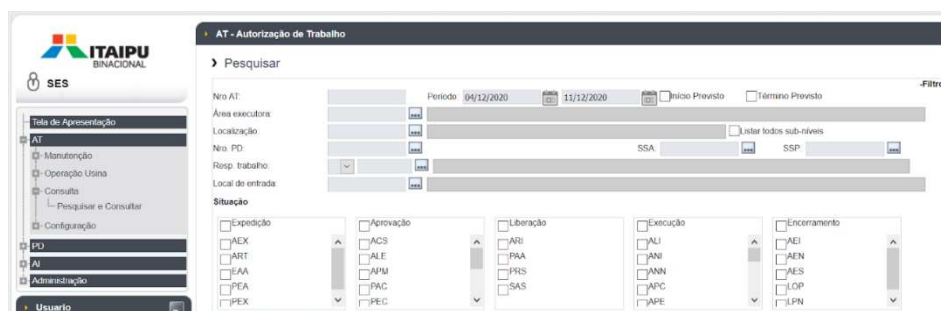 ITAIPU
BINACIONAL
SES
Tela de Apresentação
AT
Manutenção
Operação Usina
Consulta
Pesquisar e Consultar
Configuração
PD
AI
Administração
Usuario
AT - Autorização de Trabalho
Pesquisar
-Filtro
Nro AT: Período: 04/12/2020 11/12/2020 Início Previsto Término Previsto
Área executora:
Localização: Listar todos sub-níveis
Nro. PD: SSA: SSP:
Resp. trabalho:
Local de entrada:
Situação
Expedição Aprovação Liberação Execução Encerramento
AEX ACS ARI ALI AEI
ART ALE PAA ANI AEN
EAA APM PRS ANN AES
PEA PAC SAS APC LOP
PEX PEC APE LPN